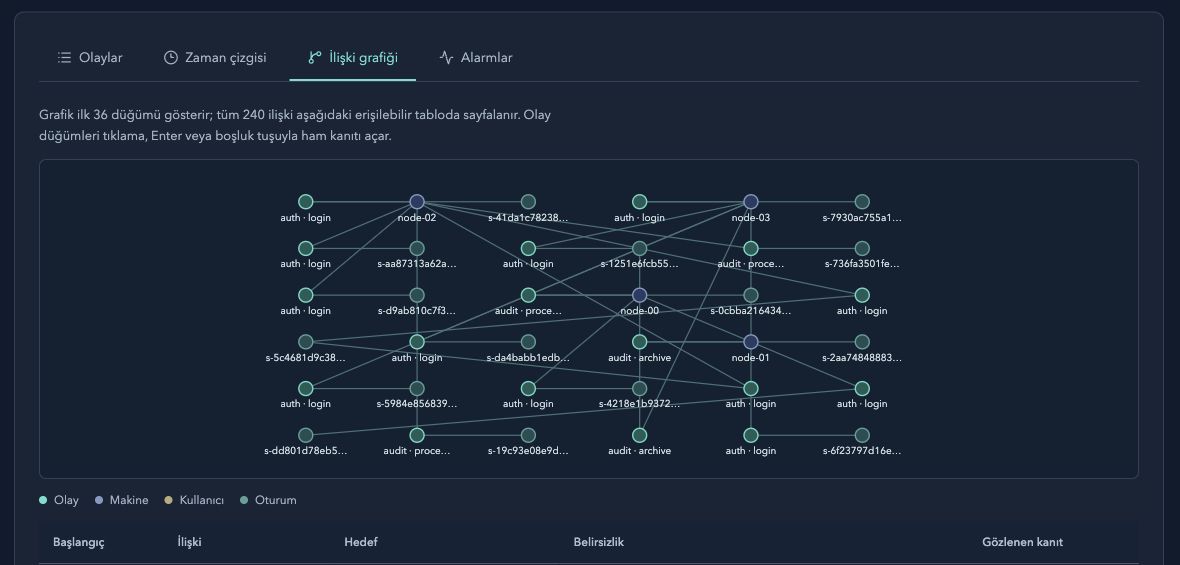 Olaylar Zaman çizgisi İlişki grafiği Alarmlar
Grafik ilk 36 düğümü gösterir; tüm 240 ilişki aşağıdaki erişilebilir tabloda sayfalanır. Olay
düğümleri tıklama, Enter veya boşluk tuşuyla ham kanıtı açar.
auth · login node-02 s-41da1c78238... auth · login node-03 s-7930ac755a1...
auth · login s-aa87313a62a... auth · login s-1251e6fcb55... audit · proce... s-736fa3501fe...
auth · login s-d9ab810c7f3... audit · proce... node-00 s-0cbba216434... auth · login
s-5c4681d9c38... auth · login s-da4babb1edb... audit · archive node-01 s-2aa74848883...
auth · login s-5984e856839... auth · login s-4218e1b9372... auth · login auth · login
s-dd801d78eb5... audit · proce... s-19c93e08e9d... audit · archive auth · login s-6f23797d16e...
Olay Makine Kullanıcı Oturum
Başlangıç İlişki Hedef Belirsizlik Gözlenen kanıt